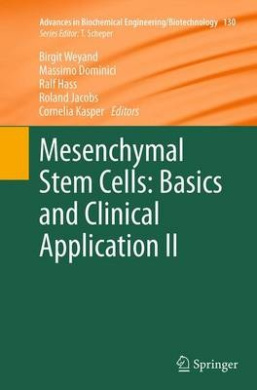 Advances in Biochemical Engineering/Biotechnology 130
Series Editor: T. Scheper
Birgit Weyand
Massimo Dominici
Ralf Hass
Roland Jacobs
Cornelia Kasper Editors
Mesenchymal
Stem Cells: Basics
and Clinical
Application II
Springer